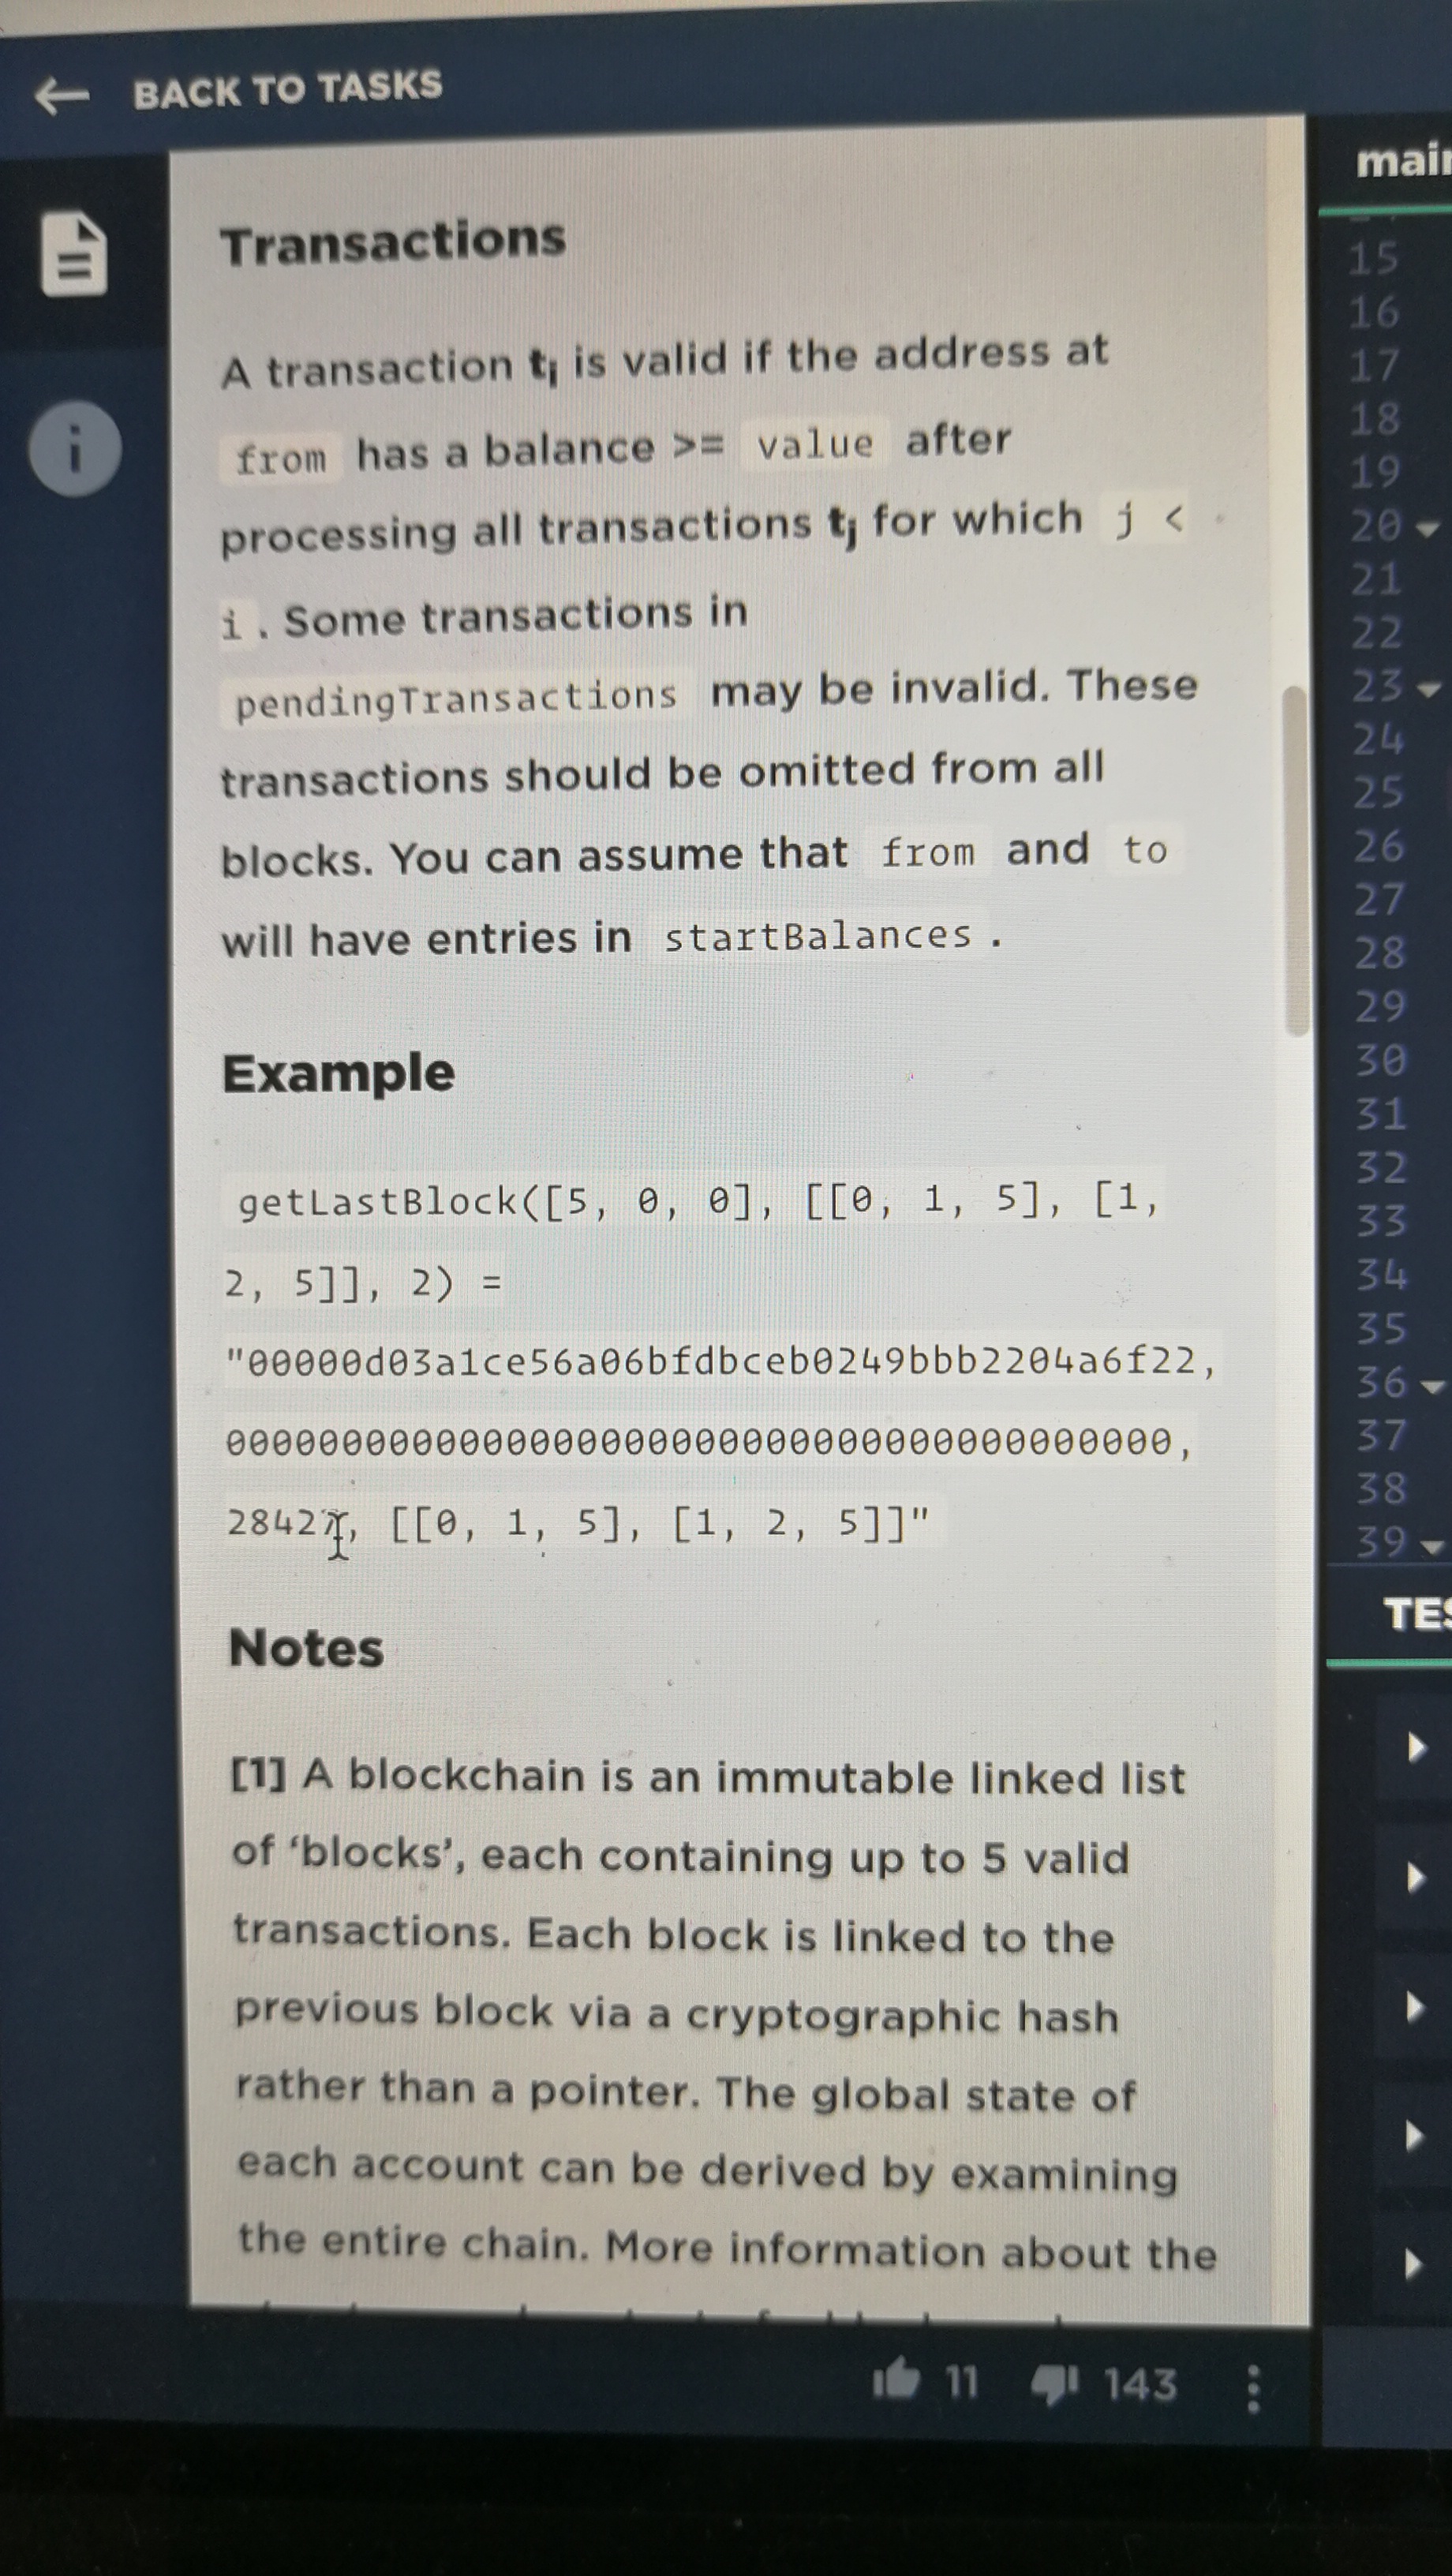 BACK TO TASKS
main
Transactions
A transaction tᵢ is valid if the address at
from has a balance >= value after
processing all transactions tⱼ for which j <
i . Some transactions in
pendingTransactions may be invalid. These
transactions should be omitted from all
blocks. You can assume that from and to
will have entries in startBalances .
Example
getLastBlock([5, 0, 0], [[0, 1, 5], [1,
2, 5]], 2) =
"00000d03a1ce56a06bfdbceb0249bbb2204a6f22,
0000000000000000000000000000000000000000,
[[0, 1, 5], [1, 2, 5]]"
Notes
[1] A blockchain is an immutable linked list
of ‘blocks’, each containing up to 5 valid
transactions. Each block is linked to the
previous block via a cryptographic hash
rather than a pointer. The global state of
each account can be derived by examining
the entire chain. More information about the
11 143
15
16
17
18
19
20
21
22
23
24
25
26
27
28
29
30
31
32
33
34
35
36
37
38
39
TES